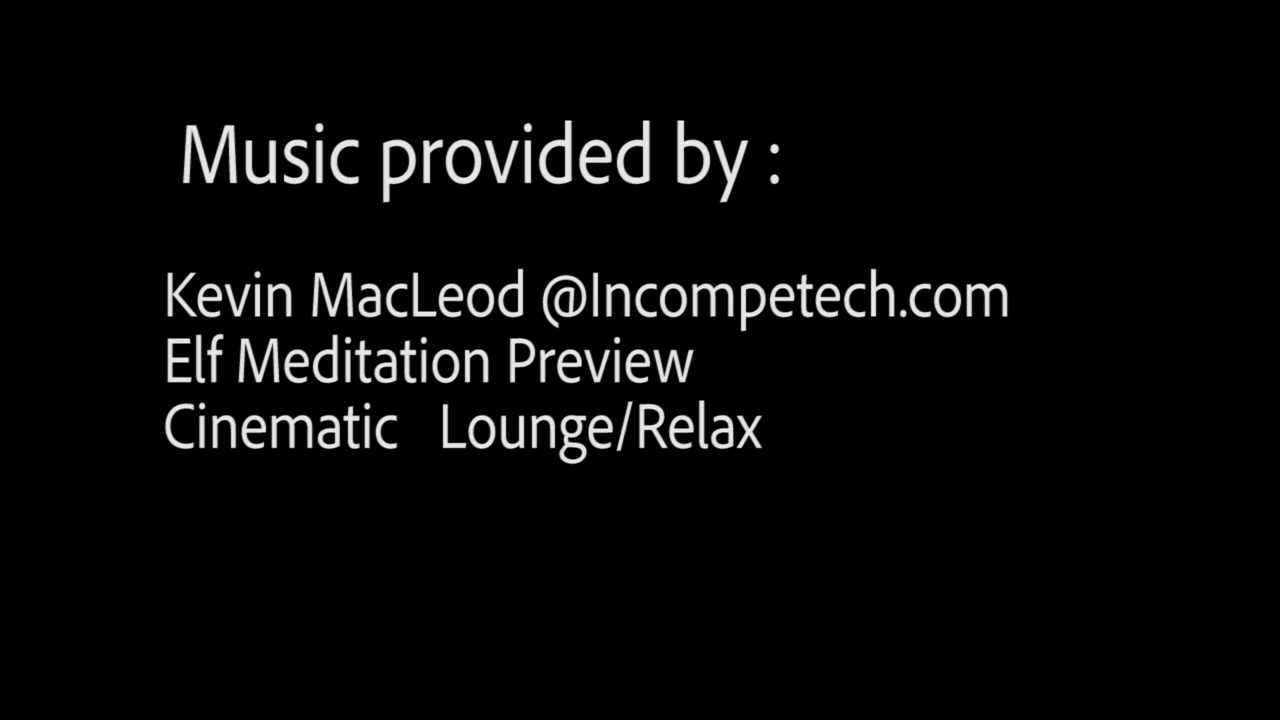 Music provided by :
Kevin MacLeod @Incompetech.com
Elf Meditation Preview
Cinematic   Lounge/Relax